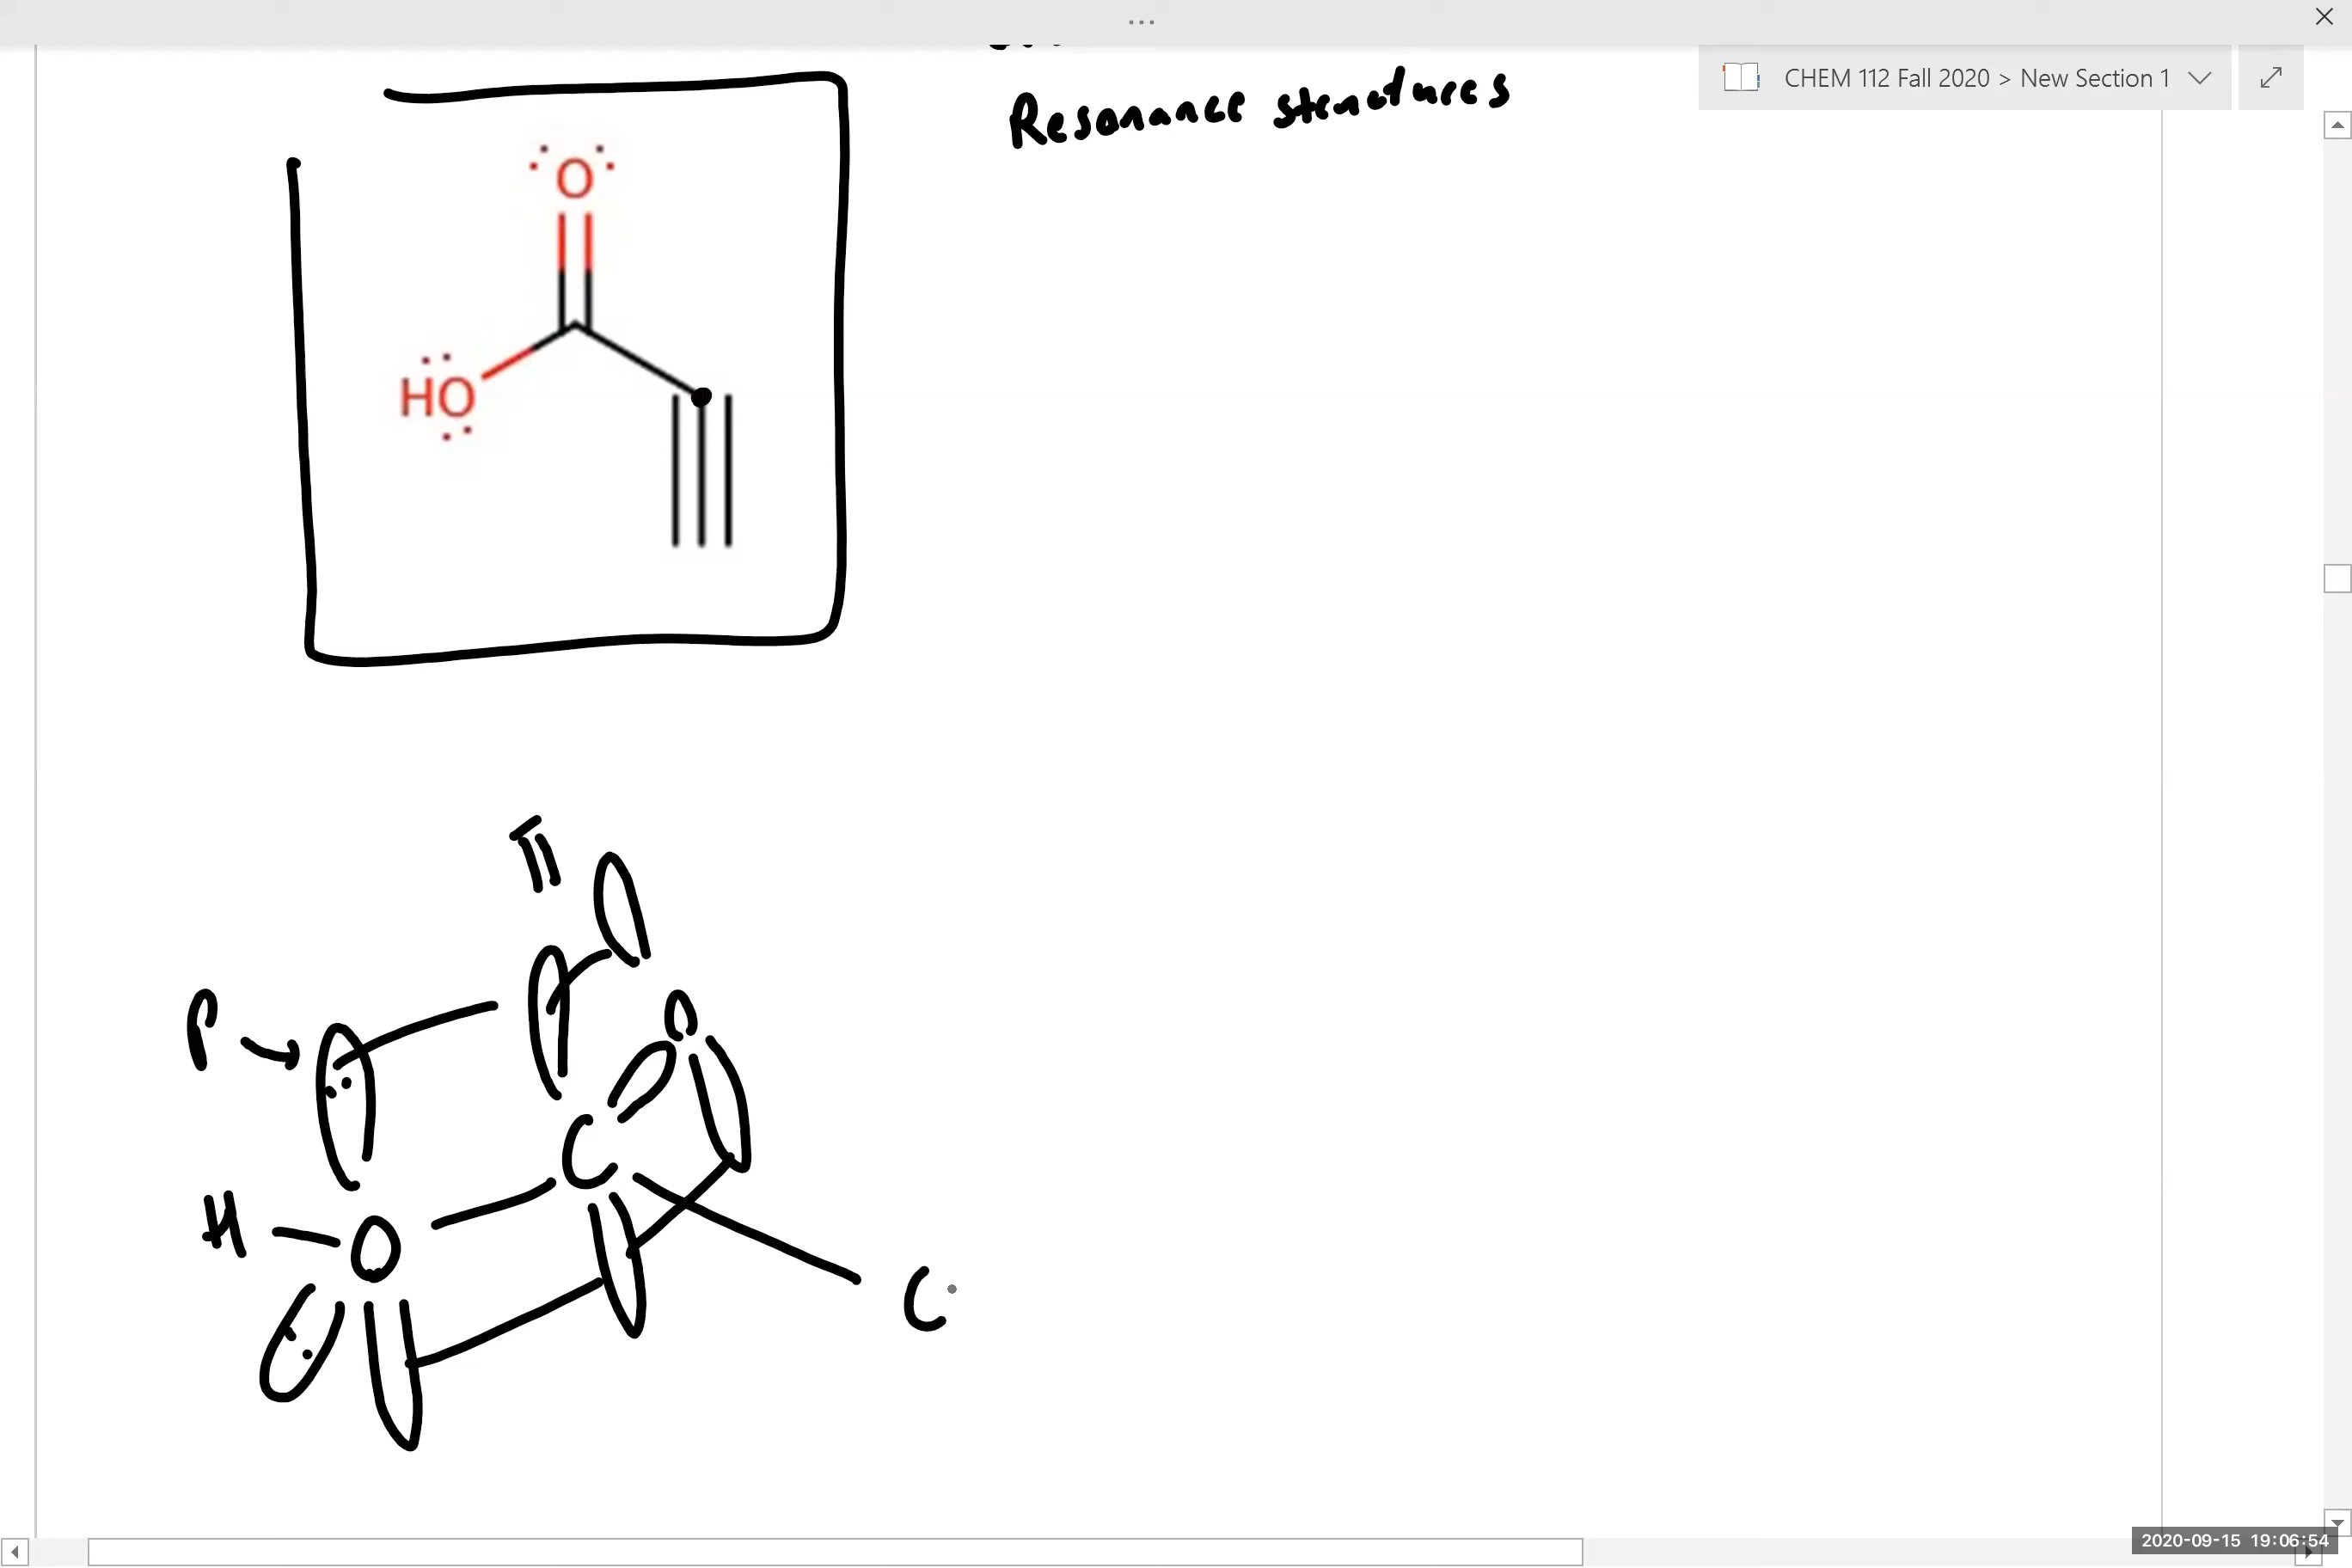 ...
Resonance structures
CHEM 112 Fall 2020 > New Section 1
O
HO
π
P
O
C
H
O
C
2020-09-15 19:06:54